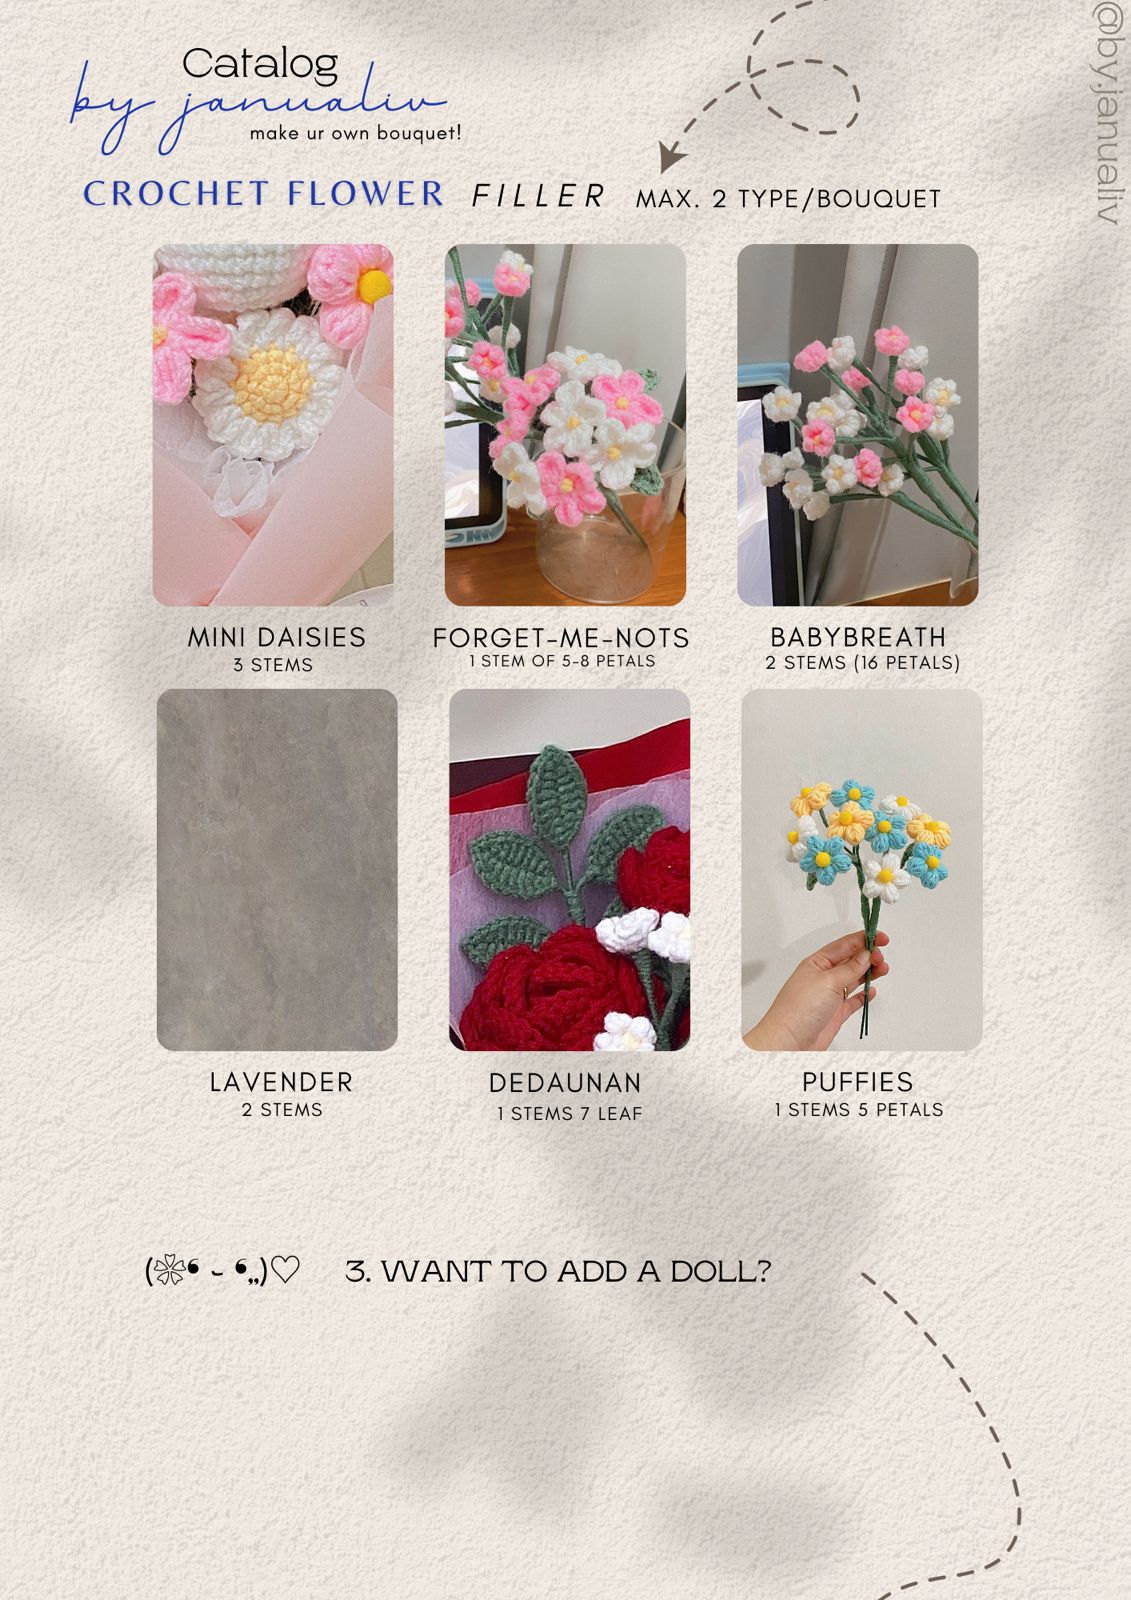 Catalog
by janualiv
make ur own bouquet!
@by.janualiv
CROCHET FLOWER FILLER MAX. 2 TYPE/BOUQUET
MINI DAISIES
3 STEMS
FORGET-ME-NOTS
1 STEM OF 5-8 PETALS
BABYBREATH
2 STEMS (16 PETALS)
LAVENDER
2 STEMS
DEDAUNAN
1 STEMS 7 LEAF
PUFFIES
1 STEMS 5 PETALS
(❀❛ ᴗ ❛„)♡ 3. WANT TO ADD A DOLL?